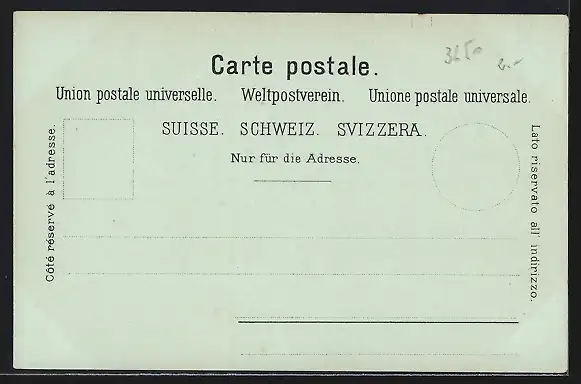 Carte postale.
Union postale universelle. Weltpostverein. Unione postale universale.
SUISSE. SCHWEIZ. SVIZZERA.
Nur für die Adresse.
Côté réservé à l'adresse.
Lato riservato all' indirizzo.